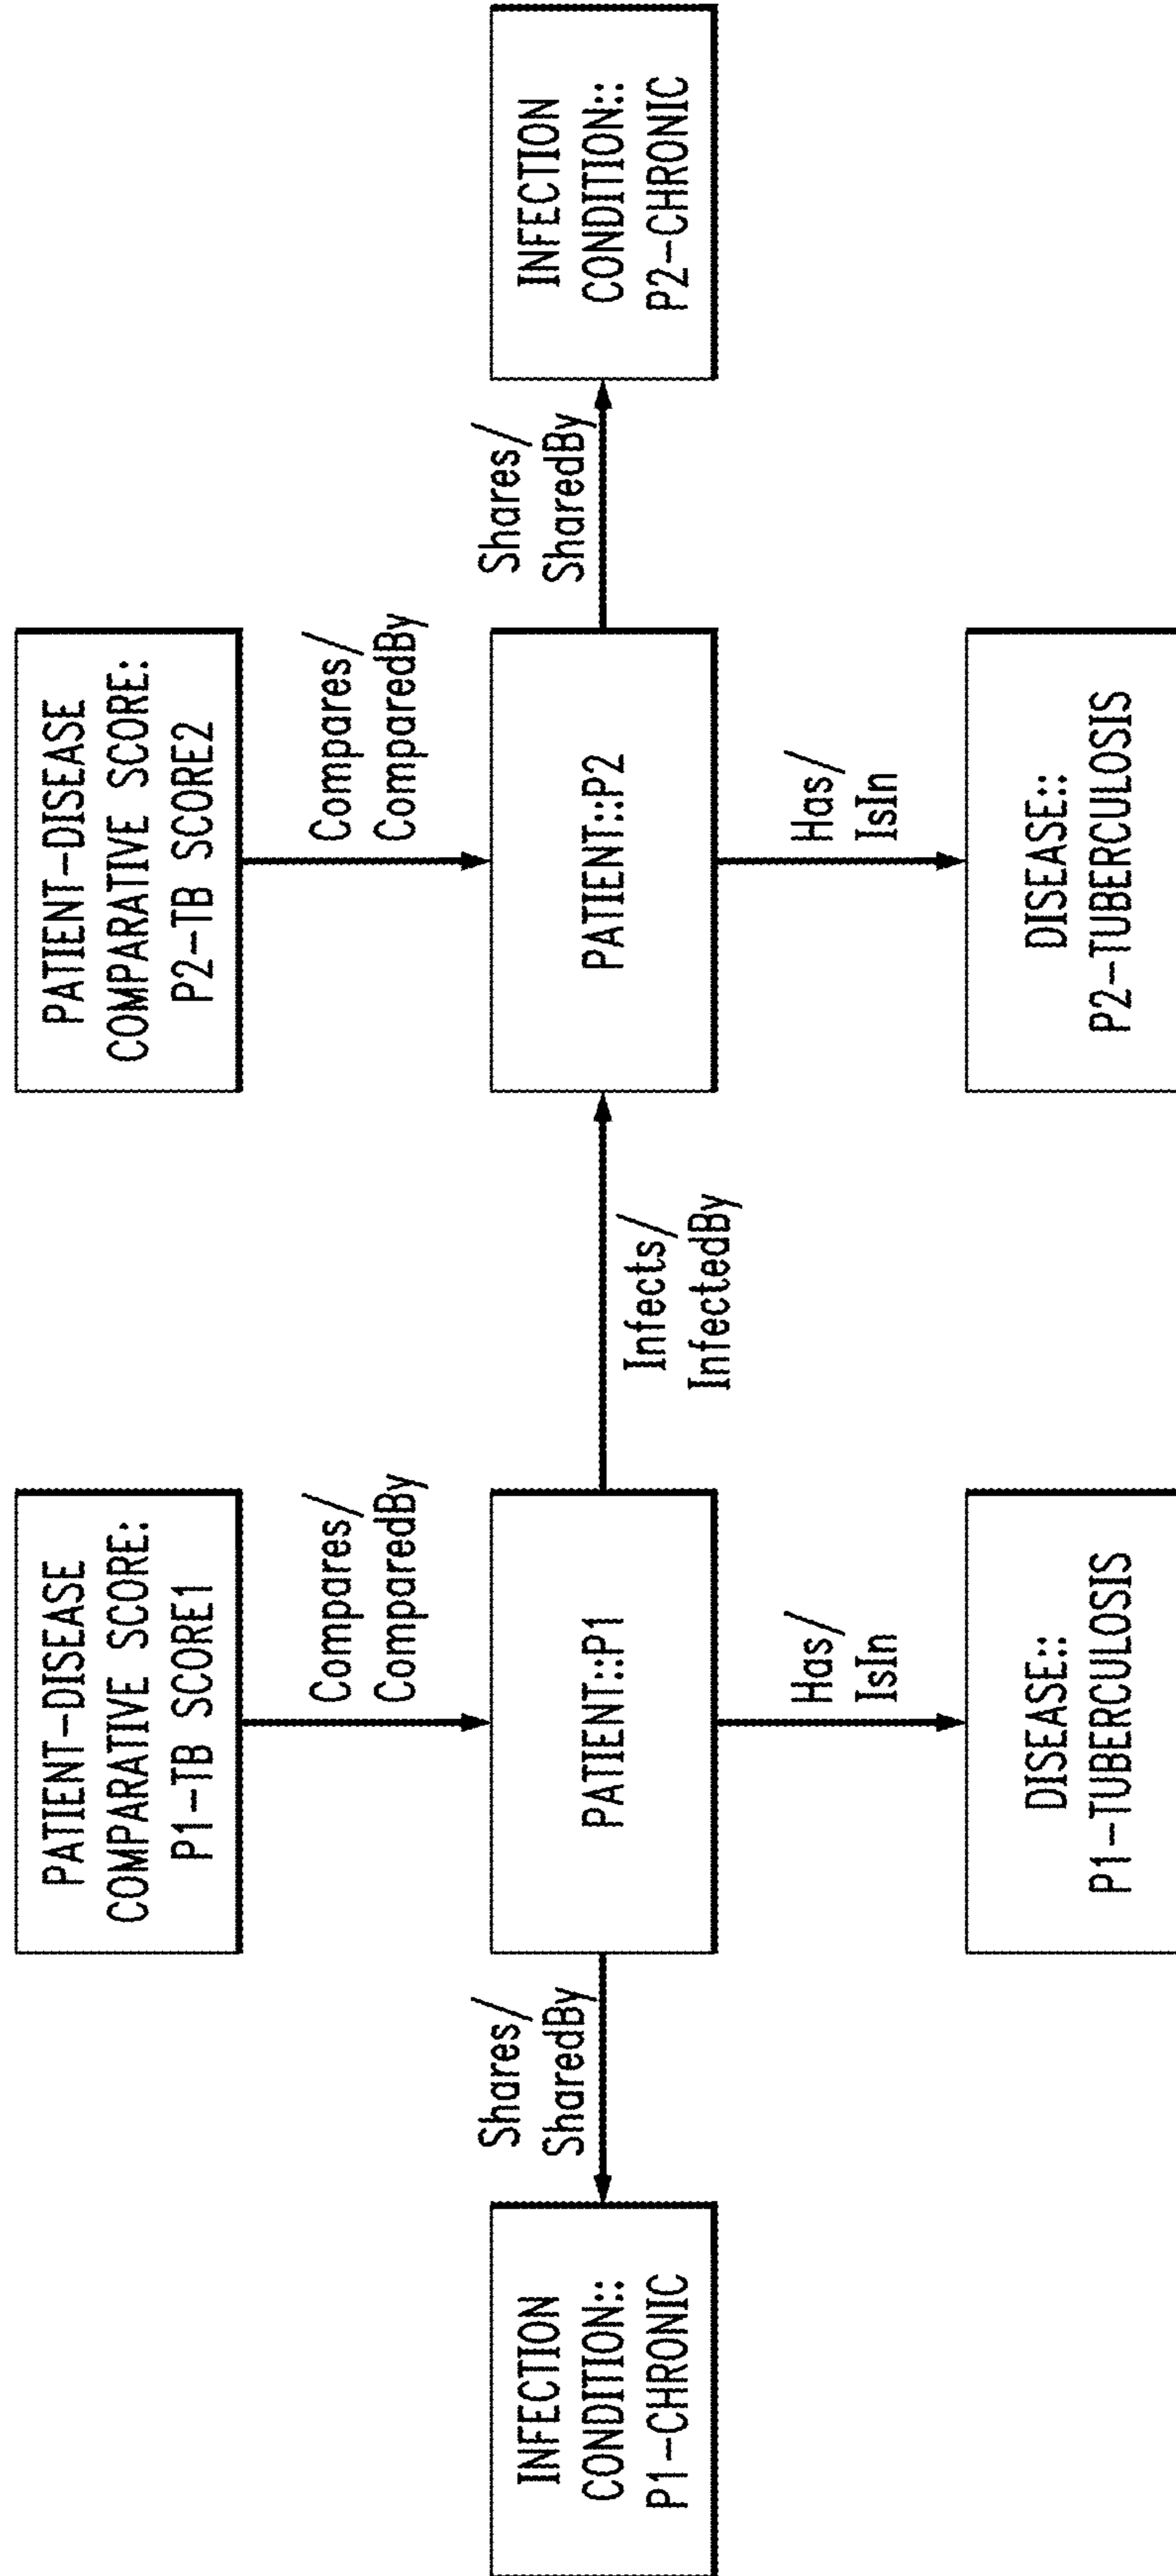 PATIENT-DISEASE
COMPARATIVE SCORE:
P1-TB SCORE1
PATIENT-DISEASE
COMPARATIVE SCORE:
P2-TB SCORE2
Compares/
ComparedBy
Compares/
ComparedBy
INFECTION
CONDITION::
P1-CHRONIC
Shares/
SharedBy
PATIENT::P1
Infects/
InfectedBy
PATIENT::P2
Shares/
SharedBy
INFECTION
CONDITION::
P2-CHRONIC
Has/
IsIn
Has/
IsIn
DISEASE::
P1-TUBERCULOSIS
DISEASE::
P2-TUBERCULOSIS